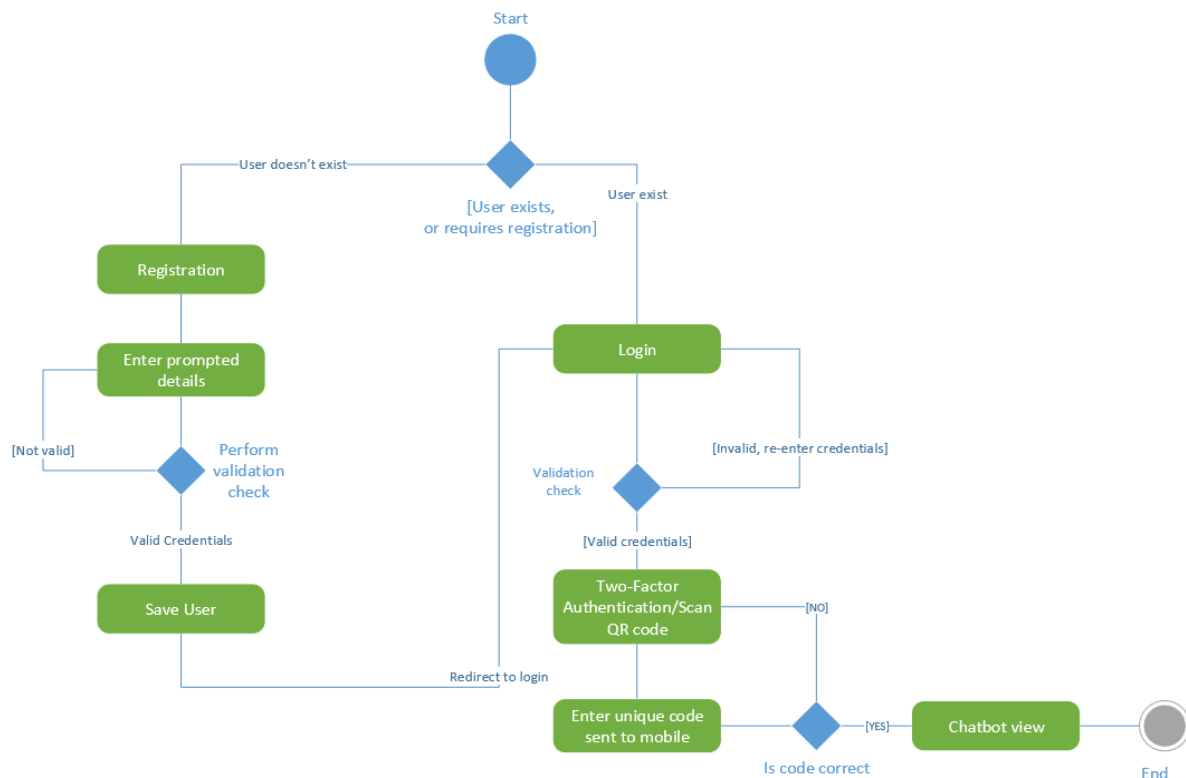 Start
User doesn't exist
User exist
[User exists,
or requires registration]
Registration
Login
Enter prompted
details
[Not valid]
Perform
validation
check
[Invalid, re-enter credentials]
Validation
check
Valid Credentials
[Valid credentials]
Save User
Two-Factor
Authentication/Scan
QR code
[NO]
Redirect to login
Enter unique code
sent to mobile
[YES]
Chatbot view
Is code correct
End